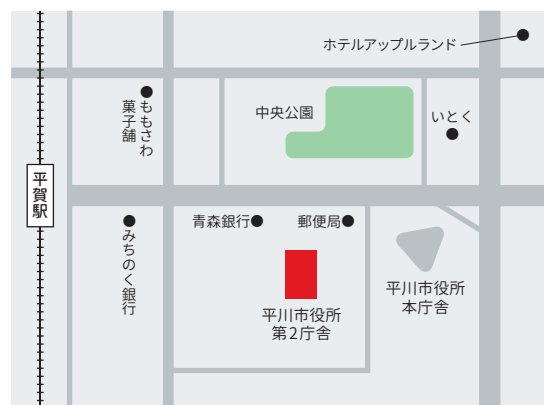 ホテルアップルランド
中央公園
いとく
ももさわ
菓子舗
平賀駅
青森銀行
郵便局
みちのく銀行
平川市役所
本庁舎
平川市役所
第2庁舎